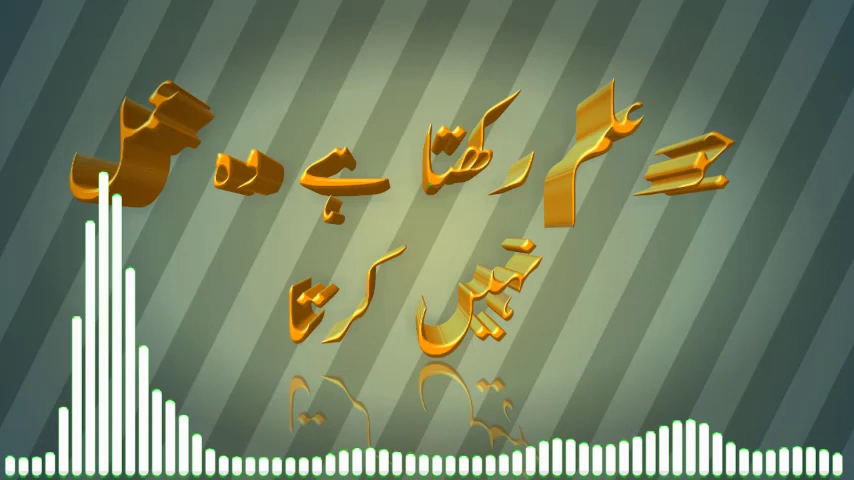 جو علم رکھتا ہے وہ عمل
نہیں کرتا